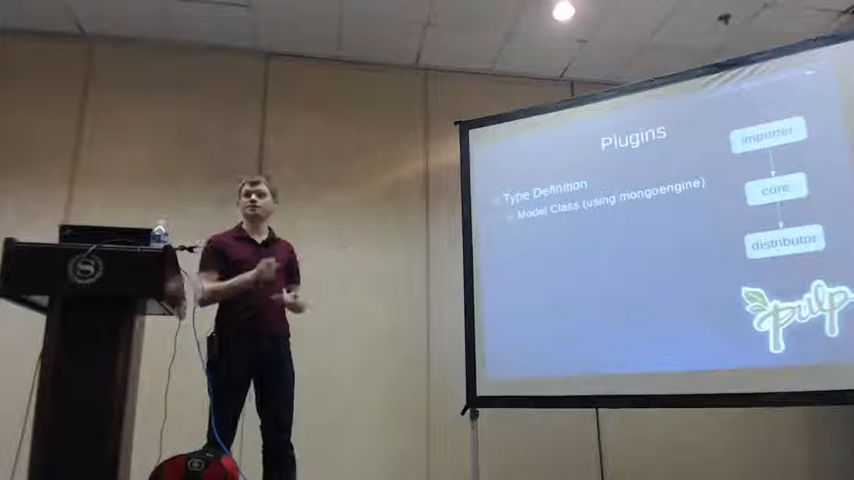 Plugins
Type Definition
Model Class (using mongoengine)
importer
core
distributor
pulp
S